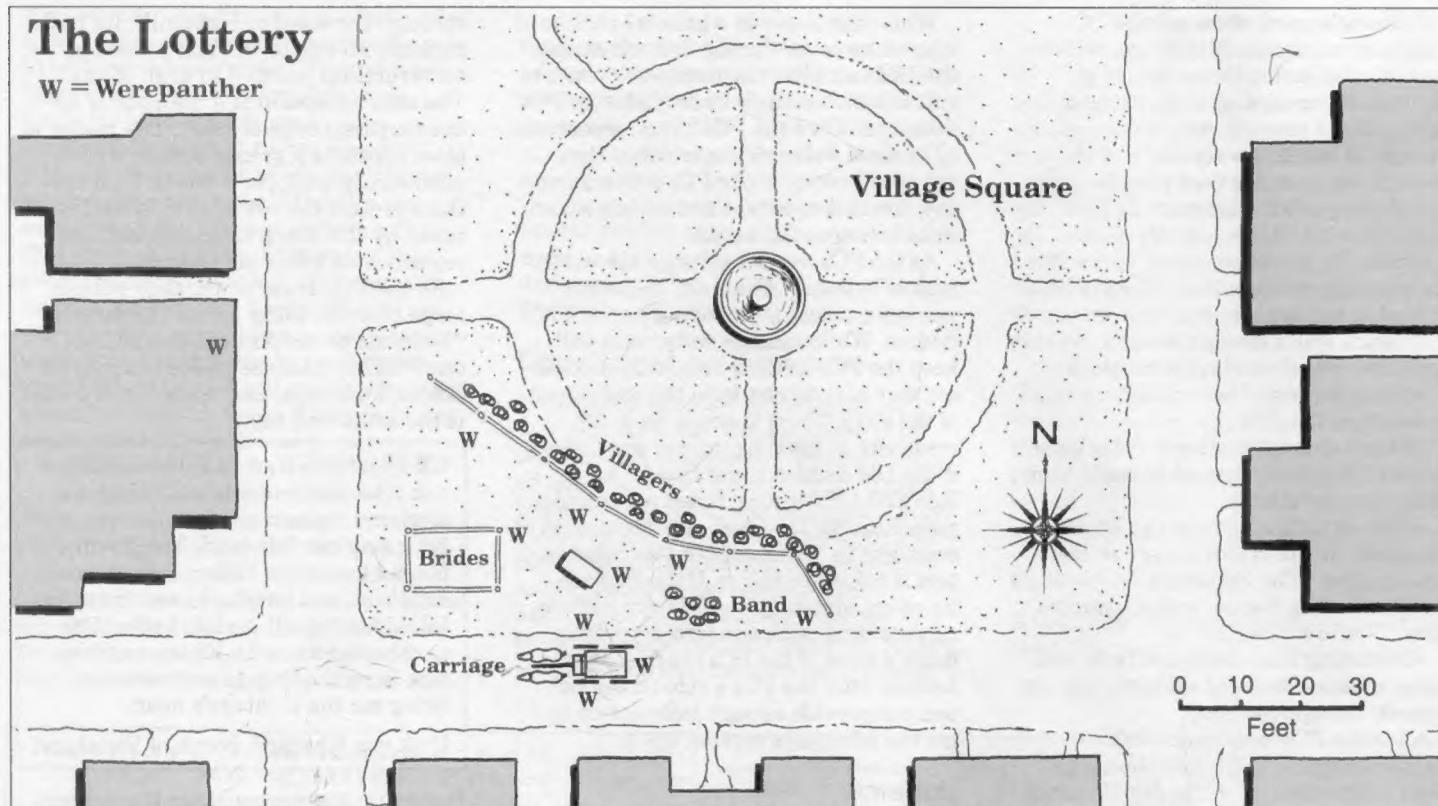 The Lottery
W = Werepanther
Village Square
W
N
W
Villagers
W
W
W
Brides
W
W
Band
W
W
Carriage
W
W
0 10 20 30
Feet